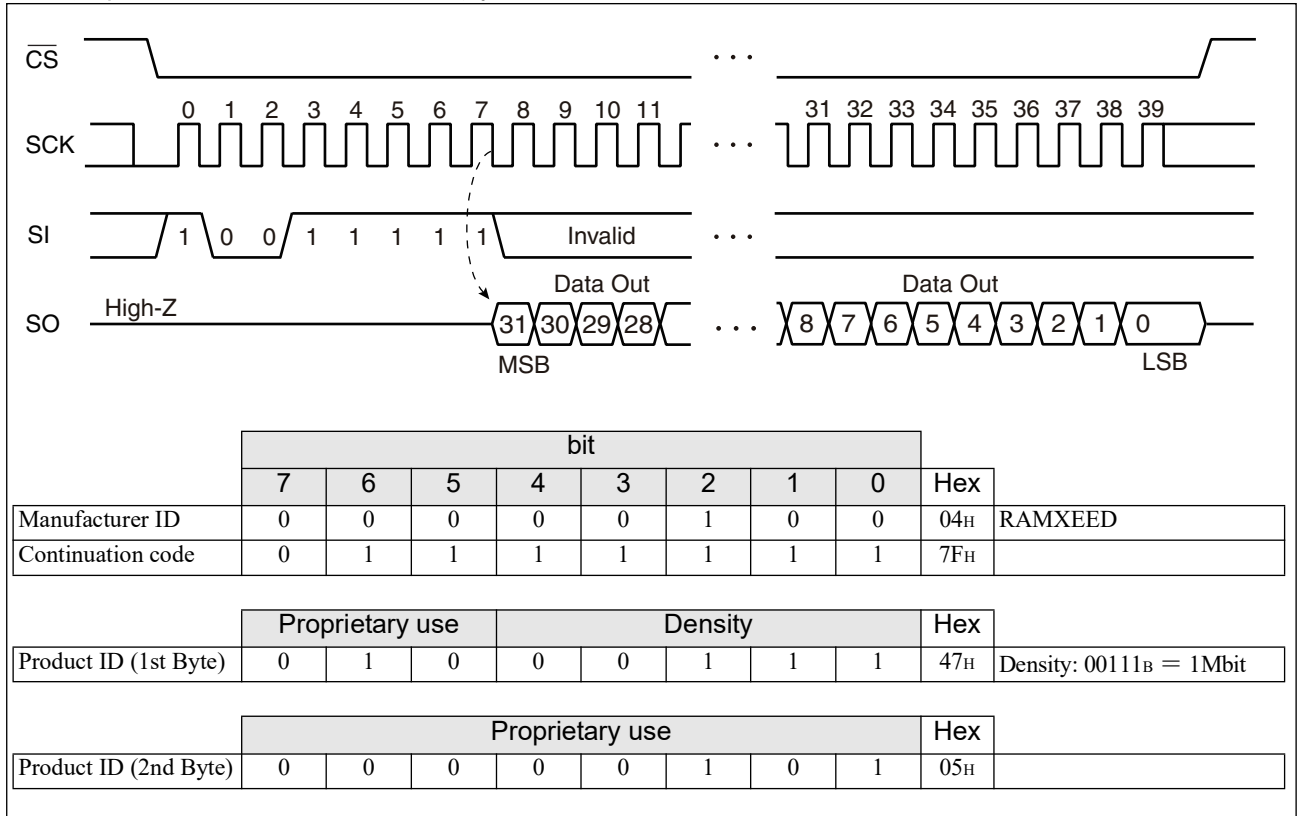 CS
· · ·
0 1 2 3 4 5 6 7 8 9 10 11 31 32 33 34 35 36 37 38 39
SCK · · ·
SI 1 0 0 1 1 1 1 1 Invalid · · ·
Data Out Data Out
High-Z
SO 31 30 29 28 · · · 8 7 6 5 4 3 2 1 0
MSB LSB
bit
7 6 5 4 3 2 1 0 Hex
Manufacturer ID 0 0 0 0 0 1 0 0 04H RAMXEED
Continuation code 0 1 1 1 1 1 1 1 7FH
Proprietary use Density Hex
Product ID (1st Byte) 0 1 0 0 0 1 1 1 47H Density: 00111B = 1Mbit
Proprietary use Hex
Product ID (2nd Byte) 0 0 0 0 0 1 0 1 05H